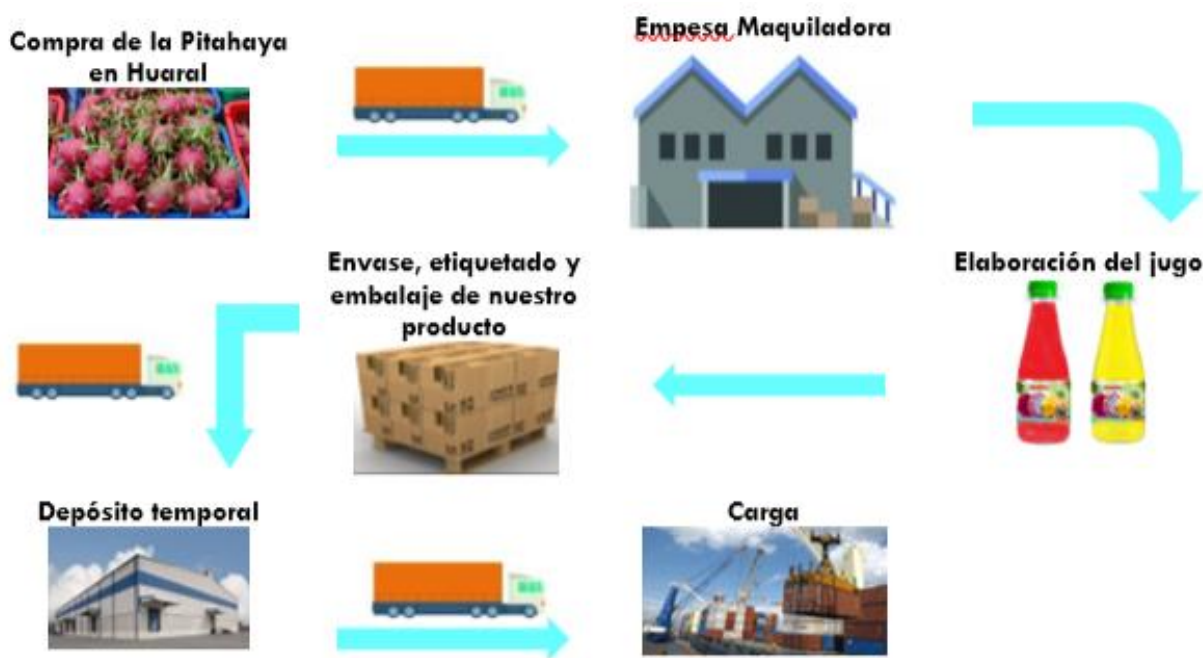 Compra de la Pitahaya
en Huaral
Empesa Maquiladora
Elaboración del jugo
Envase, etiquetado y
embalaje de nuestro
producto
Depósito temporal
Carga